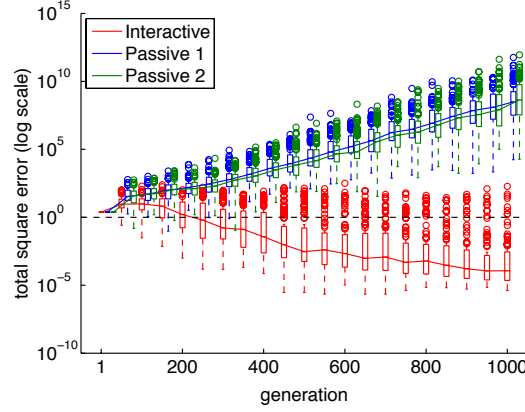 10^15
10^10
10^5
10^0
10^−5
10^−10
total square error (log scale)
Interactive
Passive 1
Passive 2
1 200 400 600 800 1000
generation